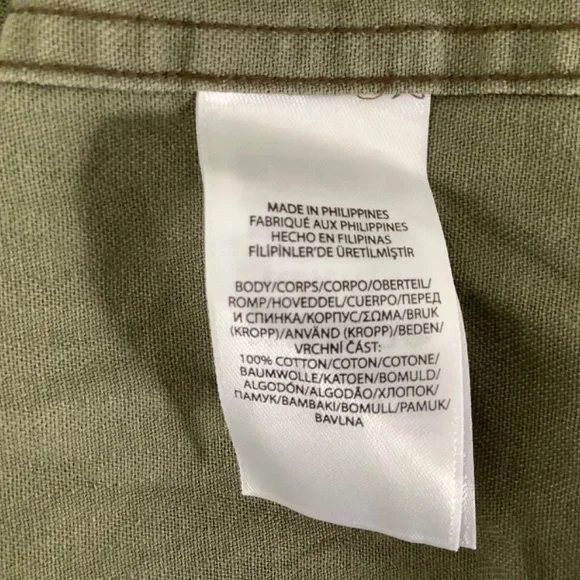 MADE IN PHILIPPINES
FABRIQUÉ AUX PHILIPPINES
HECHO EN FILIPINAS
FİLİPİNLER'DE ÜRETİLMİŞTİR
BODY/CORPS/CORPO/OBERTEIL/
ROMP/HOVEDDEL/CUERPO/ПЕРЕД
И СПИНКА/КОРПУС/ΣΩΜΑ/BRUK
(KROPP)/ANVÄND (KROPP)/BEDEN/
VRCHNÍ ČÁST:
100% COTTON/COTON/COTONE/
BAUMWOLLE/KATOEN/BOMULD/
ALGODÓN/ALGODÃO/ХЛОПОК/
ПАМУК/ΒΑΜΒΑΚΙ/BOMULL/PAMUK/
BAVLNA